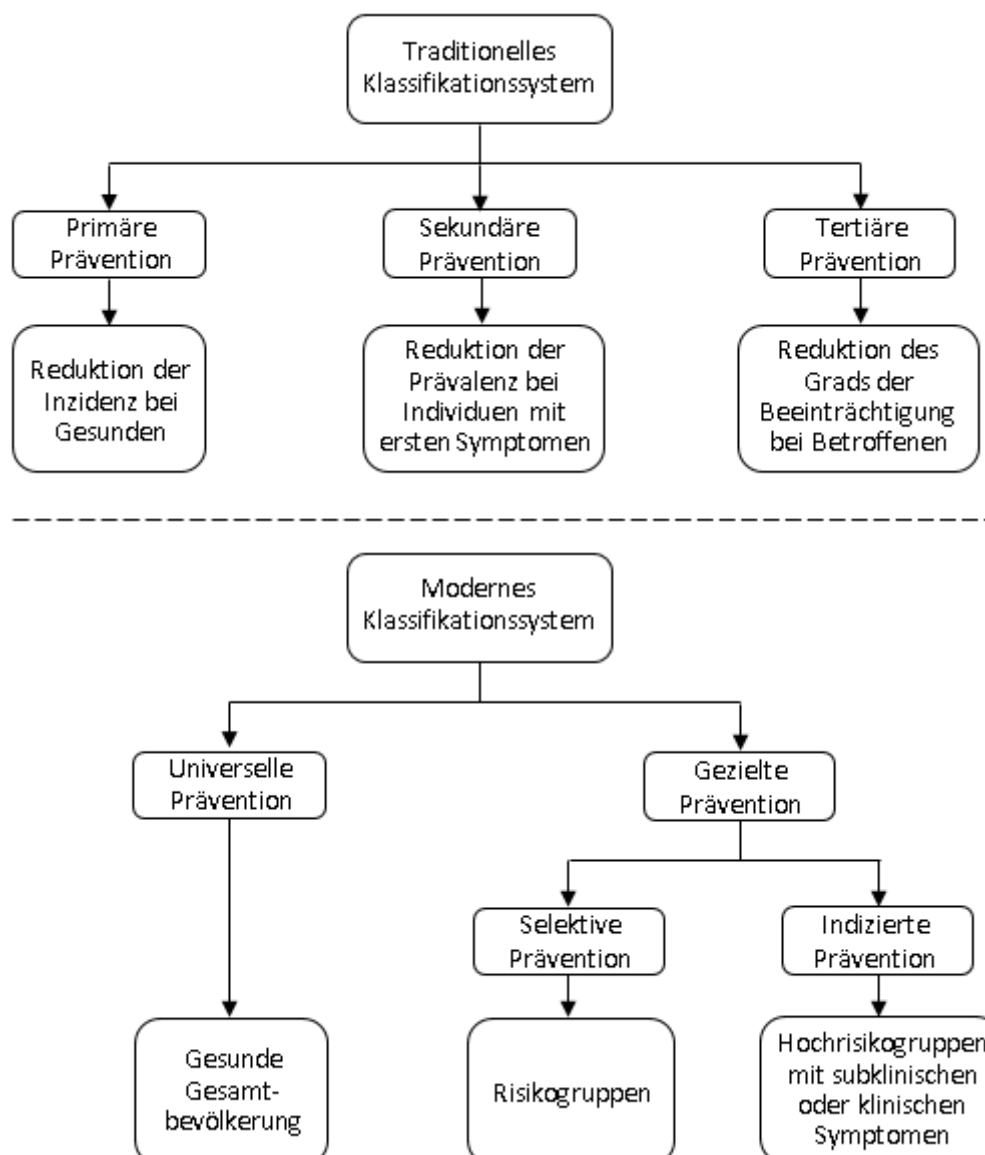 Traditionelles
Klassifikationssystem
Primäre
Prävention
Sekundäre
Prävention
Tertiäre
Prävention
Reduktion der
Inzidenz bei
Gesunden
Reduktion der
Prävalenz bei
Individuen mit
ersten Symptomen
Reduktion des
Grads der
Beeinträchtigung
bei Betroffenen
Modernes
Klassifikationssystem
Universelle
Prävention
Gezielte
Prävention
Selektive
Prävention
Indizierte
Prävention
Gesunde
Gesamt-
bevölkerung
Risikogruppen
Hochrisikogruppen
mit subklinischen
oder klinischen
Symptomen